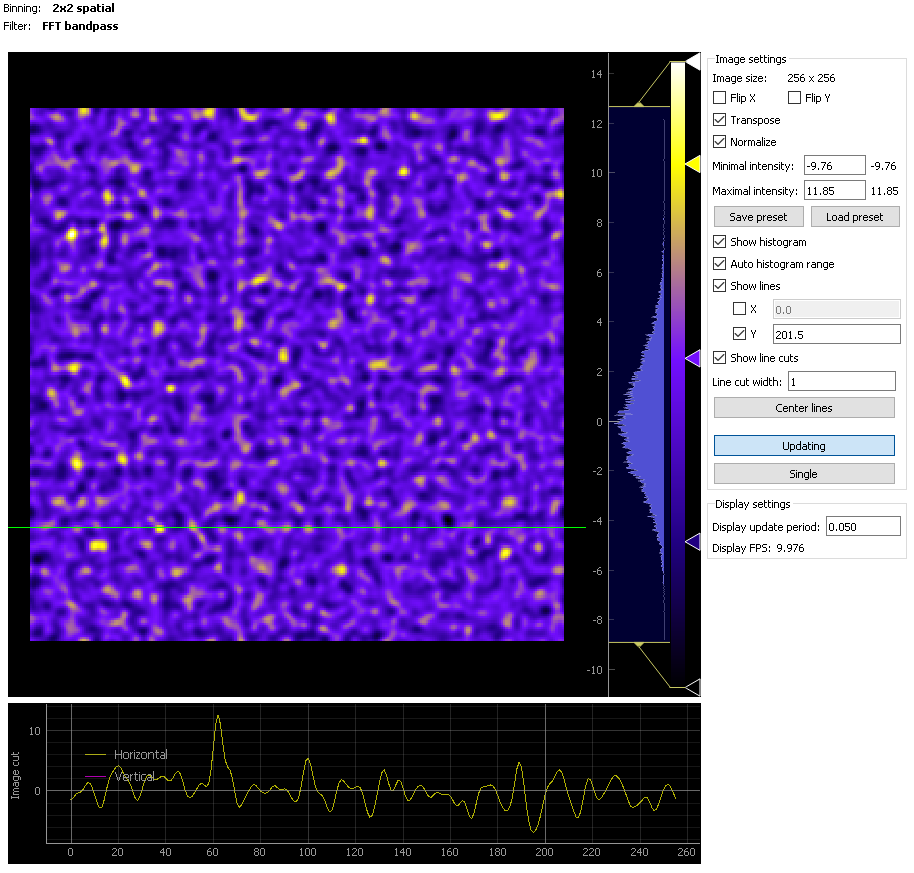 Binning: 2x2 spatial
Filter: FFT bandpass
14
12
10
8
6
4
2
0
-2
-4
-6
-8
-10
Image settings
Image size: 256 x 256
Flip X Flip Y
Transpose
Normalize
Minimal intensity: -9.76 -9.76
Maximal intensity: 11.85 11.85
Save preset Load preset
Show histogram
Auto histogram range
Show lines
X 0.0
Y 201.5
Show line cuts
Line cut width: 1
Center lines
Updating
Single
Display settings
Display update period: 0.050
Display FPS: 9.976
Image cut
10
0
Horizontal
Vertical
0 20 40 60 80 100 120 140 160 180 200 220 240 260